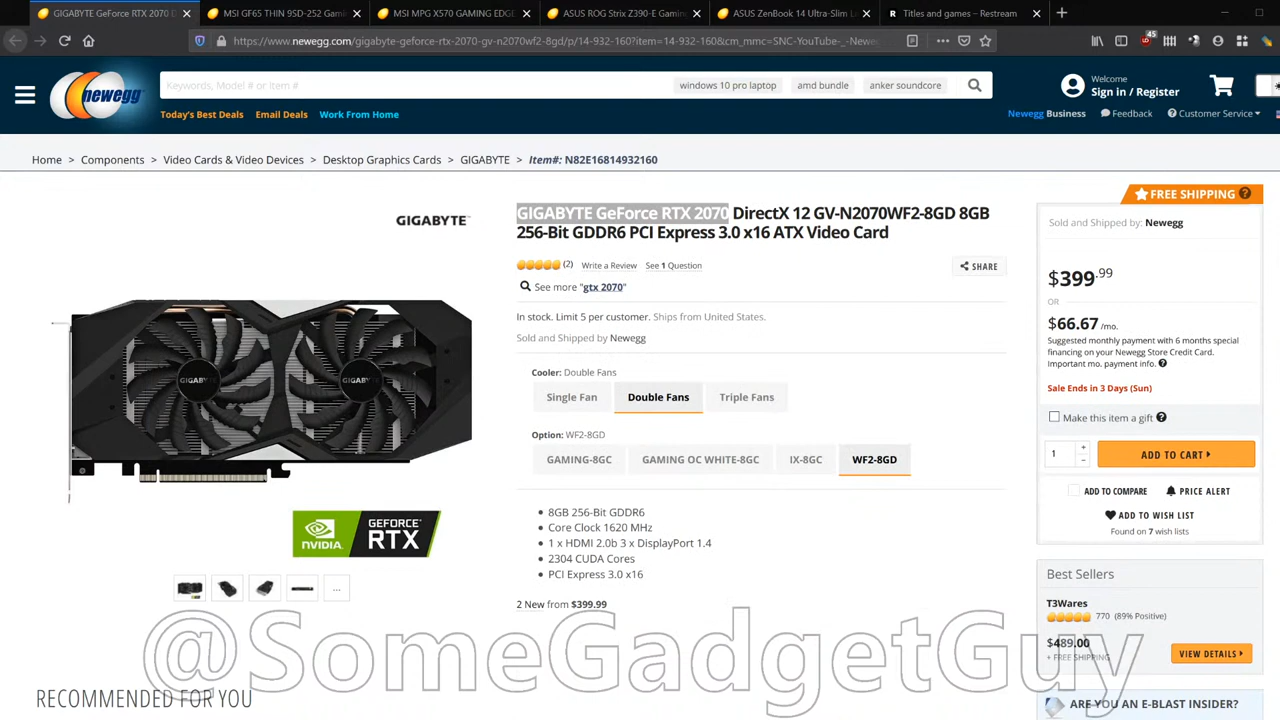 GIGABYTE GeForce RTX 2070 D
MSI GF65 THIN 9SD-252 Gami
MSI MPG X570 GAMING EDGE
ASUS ROG Strix Z390-E Gamin
ASUS ZenBook 14 Ultra-Slim L
R Titles and games – Restream
https://www.newegg.com/gigabyte-geforce-rtx-2070-gv-n2070wf2-8gd/p/14-932-160?item=14-932-160&cm_mmc=SNC-YouTube-_-Newe
45
newegg
Keywords, Model # or Item #
windows 10 pro laptop
amd bundle
anker soundcore
Welcome
Sign in / Register
Today's Best Deals
Email Deals
Work From Home
Newegg Business
Feedback
Customer Service
Home > Components > Video Cards & Video Devices > Desktop Graphics Cards > GIGABYTE > Item#: N82E16814932160
FREE SHIPPING ?
GIGABYTE™
GIGABYTE GeForce RTX 2070 DirectX 12 GV-N2070WF2-8GD 8GB
256-Bit GDDR6 PCI Express 3.0 x16 ATX Video Card
(2) Write a Review See 1 Question
SHARE
See more "gtx 2070"
In stock. Limit 5 per customer. Ships from United States.
Sold and Shipped by Newegg
Cooler: Double Fans
Single Fan
Double Fans
Triple Fans
Option: WF2-8GD
GAMING-8GC
GAMING OC WHITE-8GC
IX-8GC
WF2-8GD
8GB 256-Bit GDDR6
Core Clock 1620 MHz
1 x HDMI 2.0b 3 x DisplayPort 1.4
2304 CUDA Cores
PCI Express 3.0 x16
2 New from $399.99
GIGABYTE
GIGABYTE
NVIDIA
GEFORCE
RTX
...
Sold and Shipped by: Newegg
$399.99
OR
$66.67 /mo.
Suggested monthly payment with 6 months special
financing on your Newegg Store Credit Card.
Important mo. payment info. ?
Sale Ends in 3 Days (Sun)
Make this item a gift ?
1
+
−
ADD TO CART
ADD TO COMPARE
PRICE ALERT
ADD TO WISH LIST
Found on 7 wish lists
Best Sellers
T3Wares
770 (89% Positive)
$489.00
+ FREE SHIPPING
VIEW DETAILS
@SomeGadgetGuy
RECOMMENDED FOR YOU
ARE YOU AN E-BLAST INSIDER?